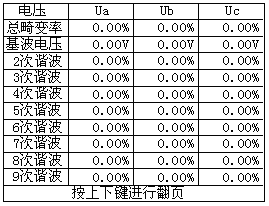 电压 Ua Ub Uc
总畸变率 0.00% 0.00% 0.00%
基波电压 0.00V 0.00V 0.00V
2次谐波 0.00% 0.00% 0.00%
3次谐波 0.00% 0.00% 0.00%
4次谐波 0.00% 0.00% 0.00%
5次谐波 0.00% 0.00% 0.00%
6次谐波 0.00% 0.00% 0.00%
7次谐波 0.00% 0.00% 0.00%
8次谐波 0.00% 0.00% 0.00%
9次谐波 0.00% 0.00% 0.00%
按上下键进行翻页